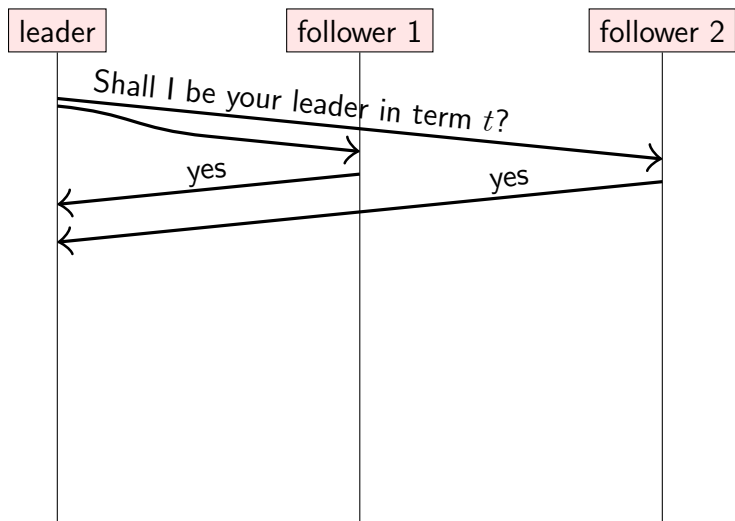 leader
follower 1
follower 2
Shall I be your leader in term t?
yes
yes